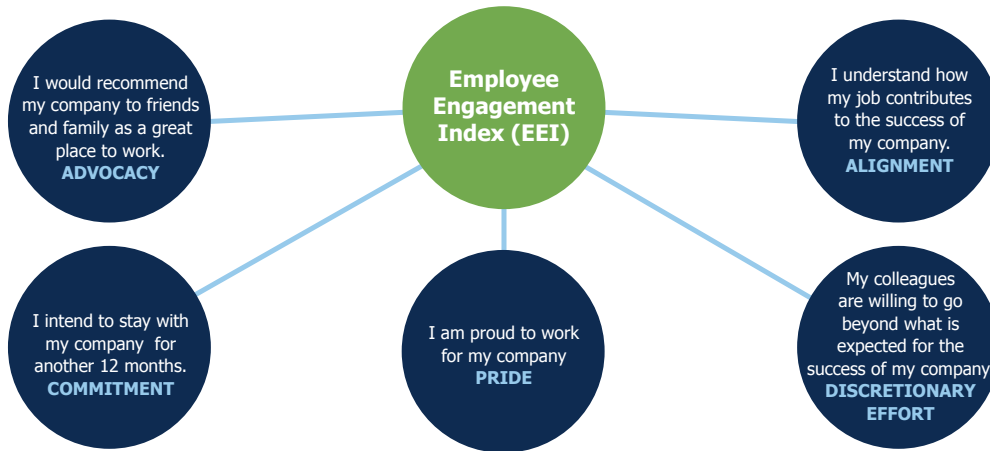 I would recommend
my company to friends
and family as a great
place to work.
ADVOCACY
Employee
Engagement
Index (EEI)
I understand how
my job contributes
to the success of
my company.
ALIGNMENT
I intend to stay with
my company for
another 12 months.
COMMITMENT
I am proud to work
for my company
PRIDE
My colleagues
are willing to go
beyond what is
expected for the
success of my company
DISCRETIONARY
EFFORT